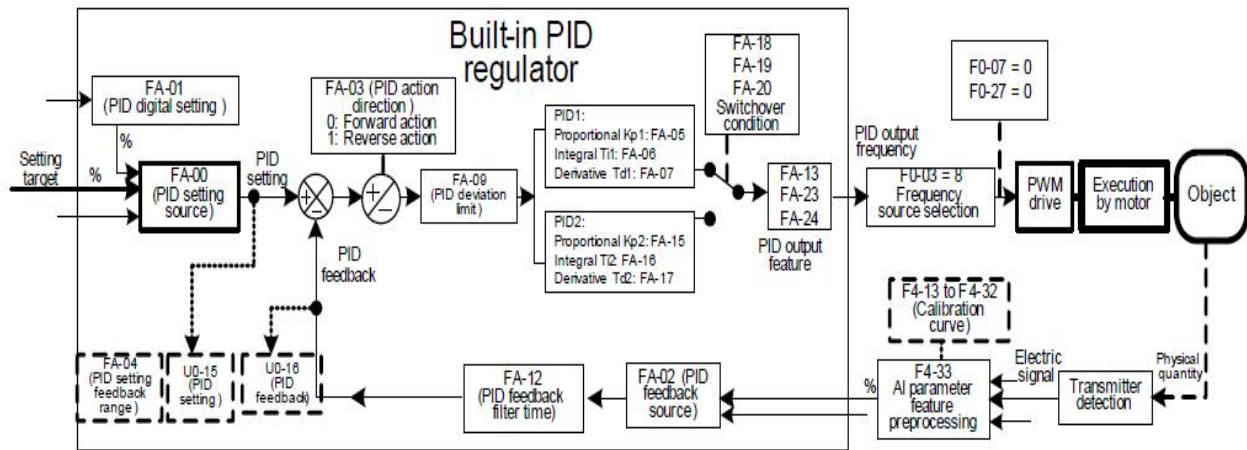 Built-in PID
regulator
FA-01
(PID digital setting )
%
Setting
target
%
FA-00
(PID setting
source)
PID
setting
FA-03 (PID action
direction )
0: Forward action
1: Reverse action
+
−
+
−
PID
feedback
FA-09
(PID deviation
limit)
PID1:
Proportional Kp1: FA-05
Integral Ti1: FA-06
Derivative Td1: FA-07
PID2:
Proportional Kp2: FA-15
Integral Ti2: FA-16
Derivative Td2: FA-17
FA-18
FA-19
FA-20
Switchover
condition
FA-13
FA-23
FA-24
PID output
feature
PID output
frequency
F0-03 = 8
Frequency
source selection
F0-07 = 0
F0-27 = 0
PWM
drive
Execution
by motor
Object
FA-04
(PID setting
feedback
range)
U0-15
(PID
setting)
U0-16
(PID
feedback)
FA-12
(PID feedback
filter time)
FA-02 (PID
feedback
source)
%
F4-13 to F4-32
(Calibration
curve)
F4-33
AI parameter
feature
preprocessing
Electric
signal
Transmitter
detection
Physical
quantity